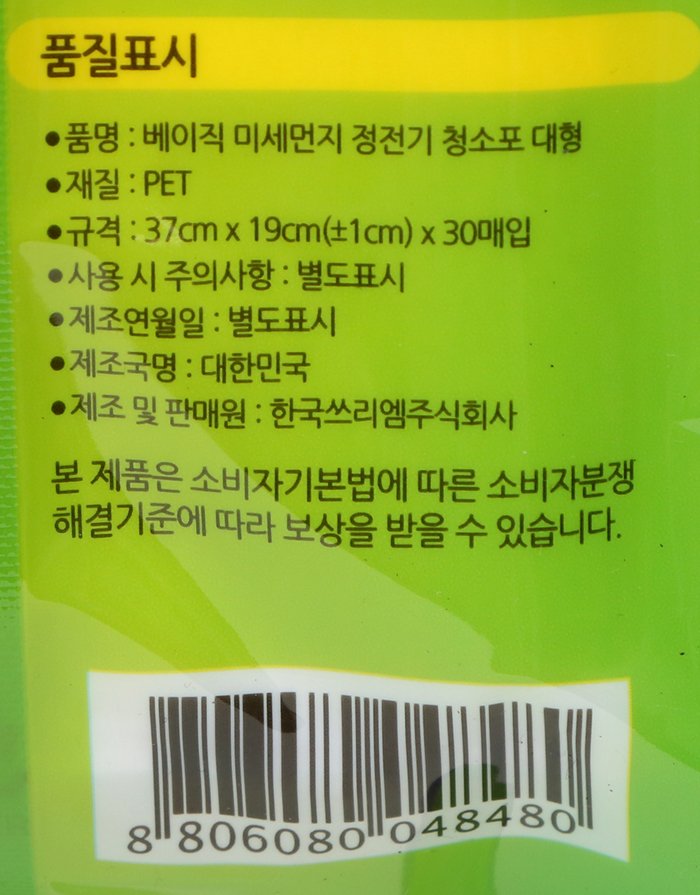 품질표시
●품명 : 베이직 미세먼지 정전기 청소포 대형
●재질 : PET
●규격 : 37cm x 19cm(±1cm) x 30매입
●사용 시 주의사항 : 별도표시
●제조연월일 : 별도표시
●제조국명 : 대한민국
●제조 및 판매원 : 한국쓰리엠주식회사
본 제품은 소비자기본법에 따른 소비자분쟁
해결기준에 따라 보상을 받을 수 있습니다.
8 806080 048480